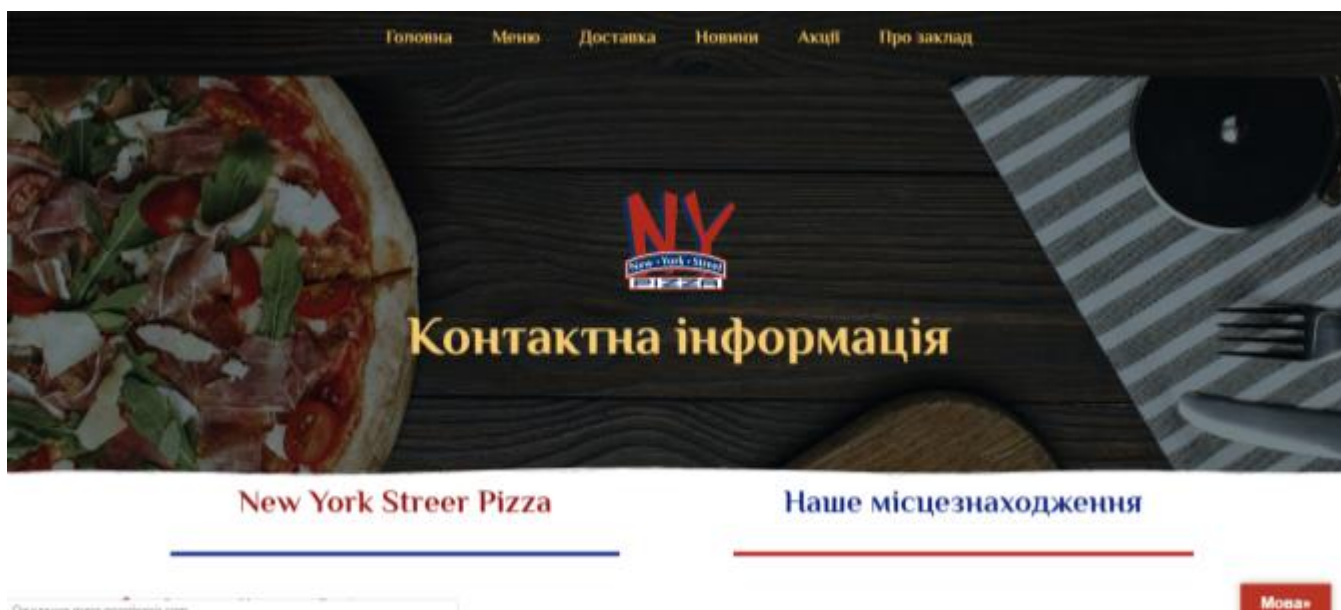 Головна Меню Доставка Новини Акції Про заклад
NY
New · York · Street
PIZZA
Контактна інформація
New York Streer Pizza Наше місцезнаходження
Мова»